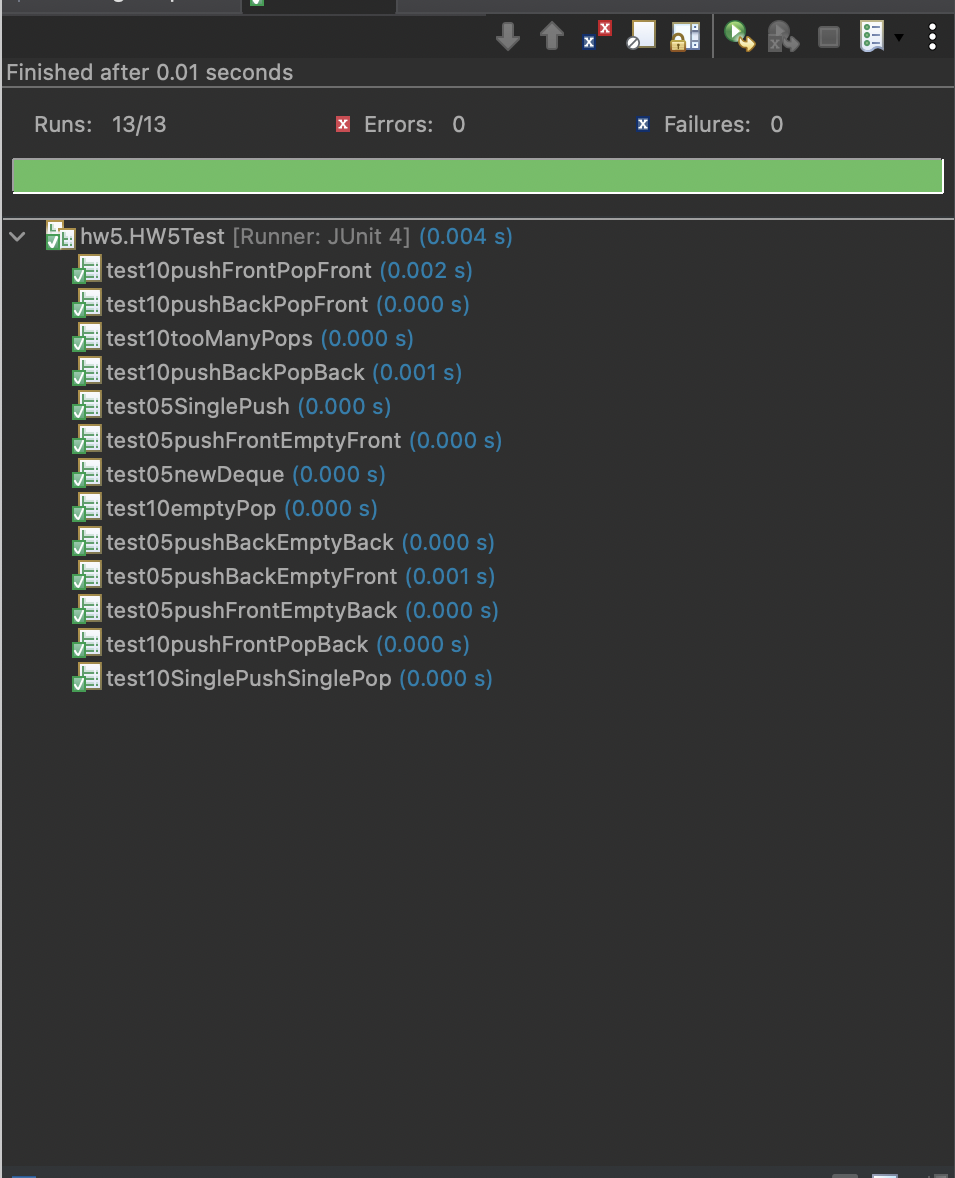 Finished after 0.01 seconds
Runs: 13/13 Errors: 0 Failures: 0
hw5.HW5Test [Runner: JUnit 4] (0.004 s)
test10pushFrontPopFront (0.002 s)
test10pushBackPopFront (0.000 s)
test10tooManyPops (0.000 s)
test10pushBackPopBack (0.001 s)
test05SinglePush (0.000 s)
test05pushFrontEmptyFront (0.000 s)
test05newDeque (0.000 s)
test10emptyPop (0.000 s)
test05pushBackEmptyBack (0.000 s)
test05pushBackEmptyFront (0.001 s)
test05pushFrontEmptyBack (0.000 s)
test10pushFrontPopBack (0.000 s)
test10SinglePushSinglePop (0.000 s)